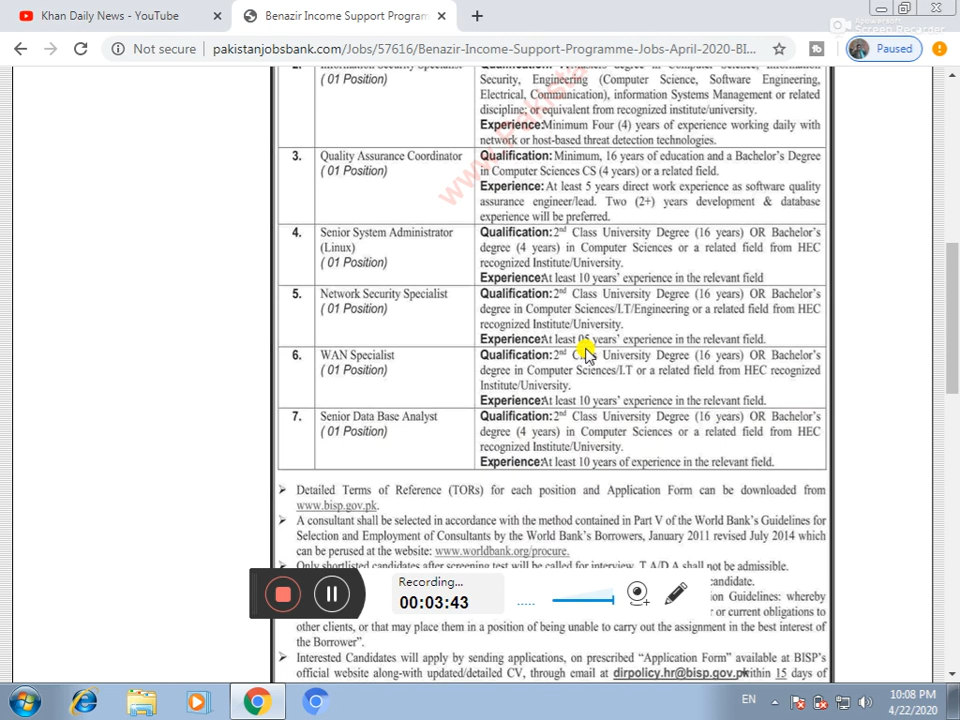 Khan Daily News - YouTube
Benazir Income Support Program
Apowersoft
Screen Recorder
Not secure
pakistanjobsbank.com/Jobs/57616/Benazir-Income-Support-Programme-Jobs-April-2020-BI...
Paused
2. Information Security Specialist
( 01 Position)
Security, Engineering (Computer Science, Software Engineering,
Electrical, Communication), information Systems Management or related
discipline; or equivalent from recognized institute/university.
Experience: Minimum Four (4) years of experience working daily with
network or host-based threat detection technologies.
3. Quality Assurance Coordinator
( 01 Position)
Qualification: Minimum, 16 years of education and a Bachelor's Degree
in Computer Sciences CS (4 years) or a related field.
Experience: At least 5 years direct work experience as software quality
assurance engineer/lead. Two (2+) years development & database
experience will be preferred.
4. Senior System Administrator
(Linux)
( 01 Position)
Qualification: 2nd Class University Degree (16 years) OR Bachelor's
degree (4 years) in Computer Sciences or a related field from HEC
recognized Institute/University.
Experience: At least 10 years' experience in the relevant field
5. Network Security Specialist
( 01 Position)
Qualification: 2nd Class University Degree (16 years) OR Bachelor's
degree in Computer Sciences/I.T/Engineering or a related field from HEC
recognized Institute/University.
Experience: At least 05 years' experience in the relevant field.
6. WAN Specialist
( 01 Position)
Qualification: 2nd Class University Degree (16 years) OR Bachelor's
degree in Computer Sciences/I.T or a related field from HEC recognized
Institute/University.
Experience: At least 10 years' experience in the relevant field.
7. Senior Data Base Analyst
( 01 Position)
Qualification: 2nd Class University Degree (16 years) OR Bachelor's
degree (4 years) in Computer Sciences or a related field from HEC
recognized Institute/University.
Experience: At least 10 years of experience in the relevant field.
Detailed Terms of Reference (TORs) for each position and Application Form can be downloaded from
www.bisp.gov.pk.
A consultant shall be selected in accordance with the method contained in Part V of the World Bank's Guidelines for
Selection and Employment of Consultants by the World Bank's Borrowers, January 2011 revised July 2014 which
can be perused at the website: www.worldbank.org/procure.
Only shortlisted candidates after screening test will be called for interview. T.A/D.A shall not be admissible.
candidate.
ion Guidelines: whereby
r or current obligations to
other clients, or that may place them in a position of being unable to carry out the assignment in the best interest of
the Borrower".
Interested Candidates will apply by sending applications, on prescribed "Application Form" available at BISP's
official website along-with updated/detailed CV, through email at dirpolicy.hr@bisp.gov.pk within 15 days of
Recording...
00:03:43
EN
10:08 PM
4/22/2020